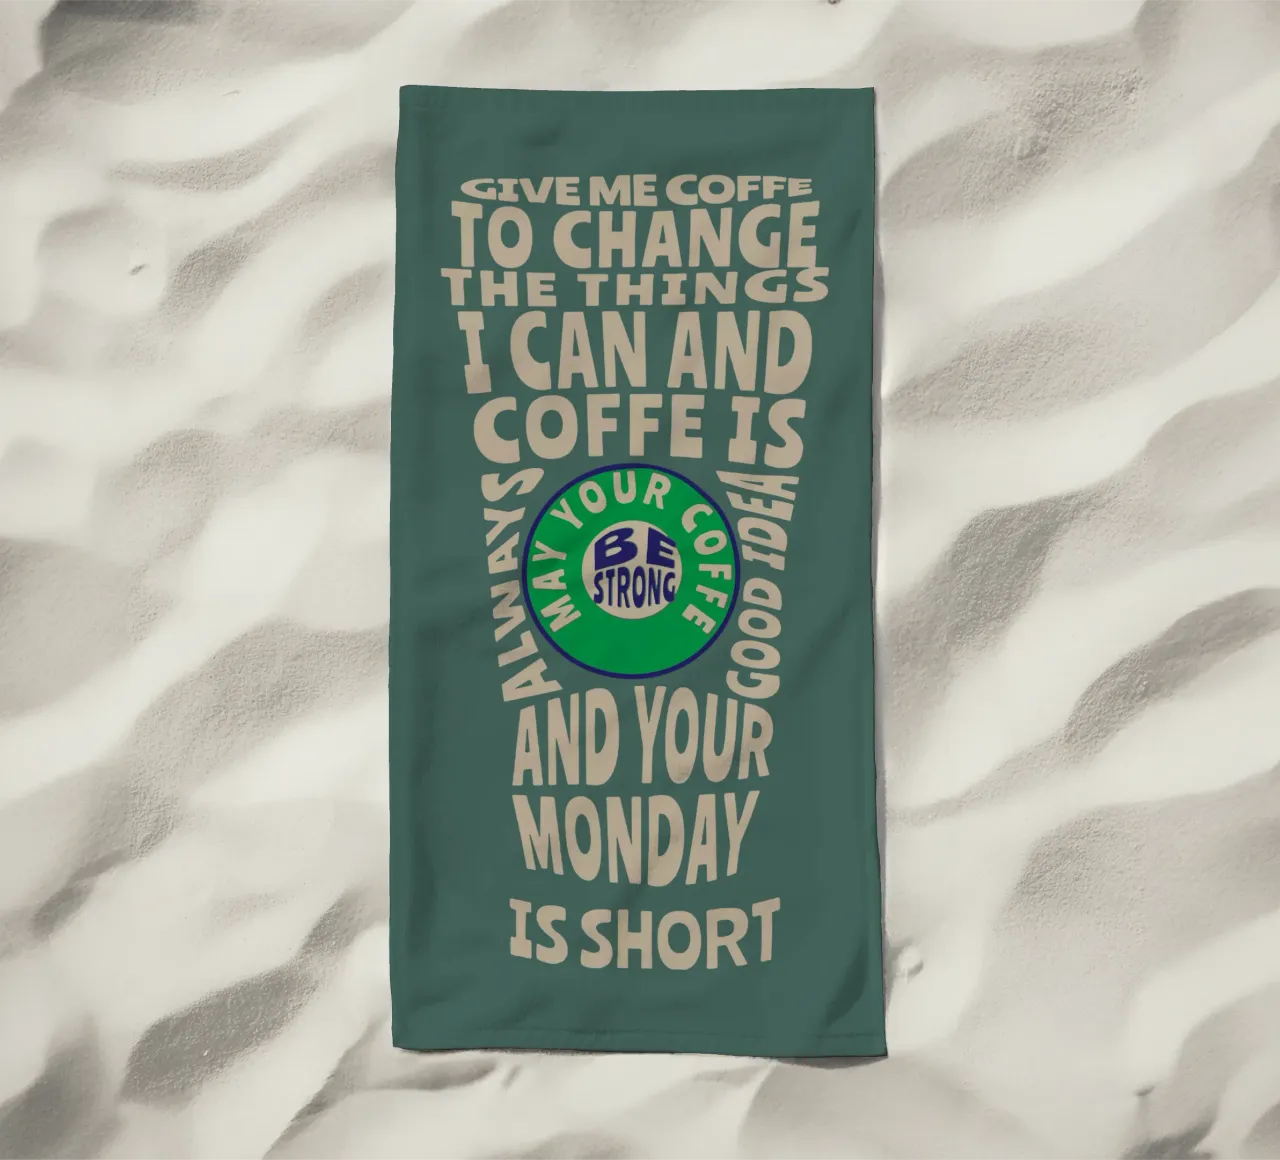 GIVE ME COFFE
TO CHANGE
THE THINGS
I CAN AND
COFFE IS
ALWAYS
MAY YOUR COFFE
BE
STRONG
GOOD IDEA
AND YOUR
MONDAY
IS SHORT